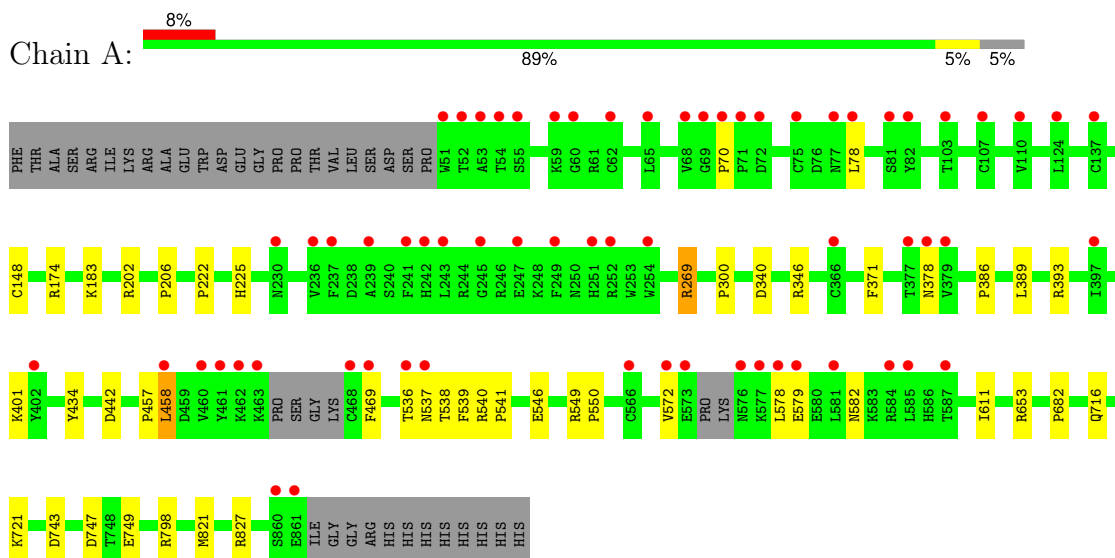 8%
Chain A:
89% 5% 5%
PHE THR ALA SER ARG ILE LYS ARG ALA GLU TRP ASP GLU GLY PRO PRO THR VAL LEU SER ASP SER PRO W51 T52 A53 T54 S55 K59 G60 R61 C62 L65 V68 G69 P70 P71 D72 C75 D76 N77 L78 S81 Y82 T103 C107 V110 L124 C137
C148 R174 K183 R202 P206 P222 H225 N230 V236 F237 D238 A239 S240 F241 H242 L243 R244 G245 R246 E247 K248 F249 N250 H251 R252 W253 W254 R269 P300 D340 R346 C366 F371 T377 N378 V379 P386 L389 R393 I397
K401 Y402 Y434 D442 P457 L458 D459 V460 Y461 K462 K463 PRO SER GLY LYS C468 F469 T536 N537 T538 F539 R540 P541 E546 R549 P550 C566 V572 E573 PRO LYS N576 K577 L578 E579 E580 L581 N582 K583 R584 L585 H586 T587 I611 R653 P682 Q716
K721 D743 D747 T748 E749 R798 M821 R827 S860 E861 ILE GLY GLY ARG HIS HIS HIS HIS HIS HIS HIS